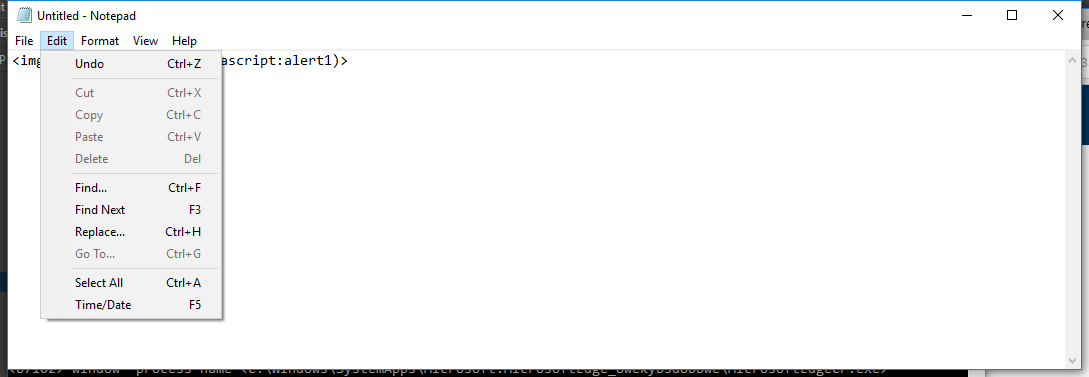 Untitled - Notepad
File Edit Format View Help
<img ascript:alert1)>
Undo Ctrl+Z
Cut Ctrl+X
Copy Ctrl+C
Paste Ctrl+V
Delete Del
Find... Ctrl+F
Find Next F3
Replace... Ctrl+H
Go To... Ctrl+G
Select All Ctrl+A
Time/Date F5